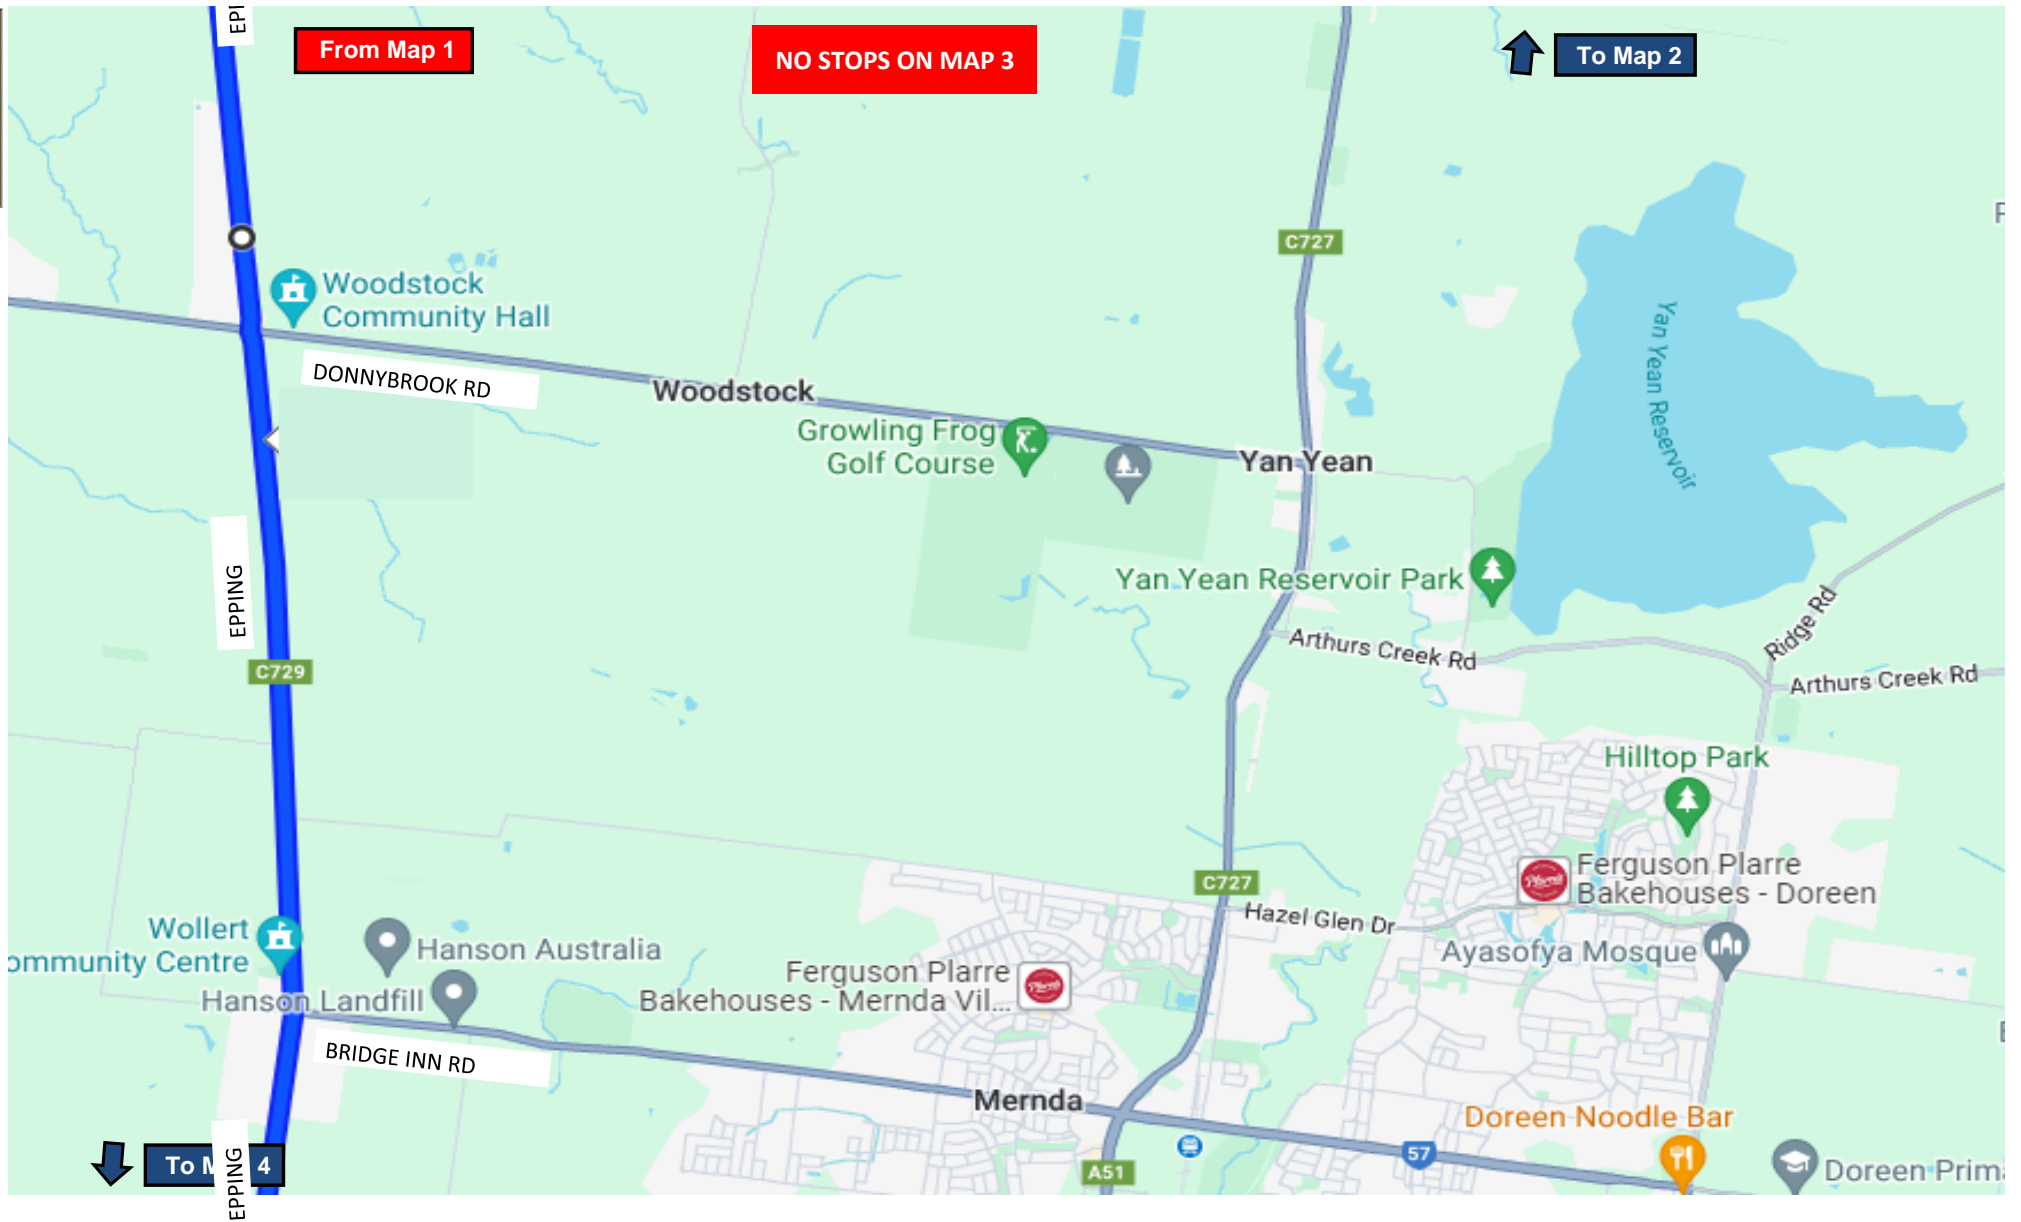 EPI
From Map 1
NO STOPS ON MAP 3
To Map 2
C727
Woodstock
Community Hall
Yan Yean Reservoir
DONNYBROOK RD
Woodstock
Growling Frog
Golf Course
Yan Yean
EPPING
Yan Yean Reservoir Park
Ridge Rd
Arthurs Creek Rd
C729
Arthurs Creek Rd
Hilltop Park
Ferguson Plarre
Bakehouses - Doreen
C727
Hazel Glen Dr
Wollert
ommunity Centre
Hanson Australia
Ayasofya Mosque
Ferguson Plarre
Bakehouses - Mernda Vil...
Hanson Landfill
BRIDGE INN RD
Mernda
Doreen Noodle Bar
57
To M 4
EPPING
A51
Doreen Prim